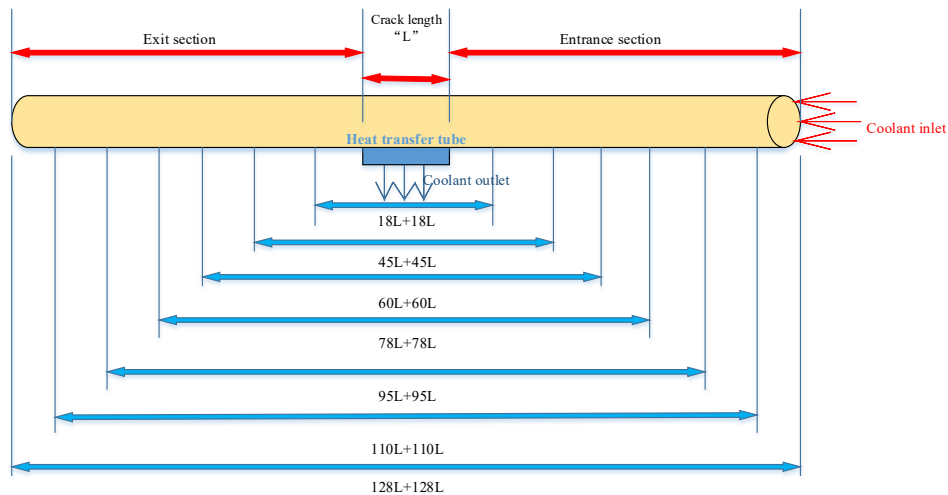 Crack length
“L”
Exit section
Entrance section
Coolant inlet
Heat transfer tube
Coolant outlet
18L+18L
45L+45L
60L+60L
78L+78L
95L+95L
110L+110L
128L+128L